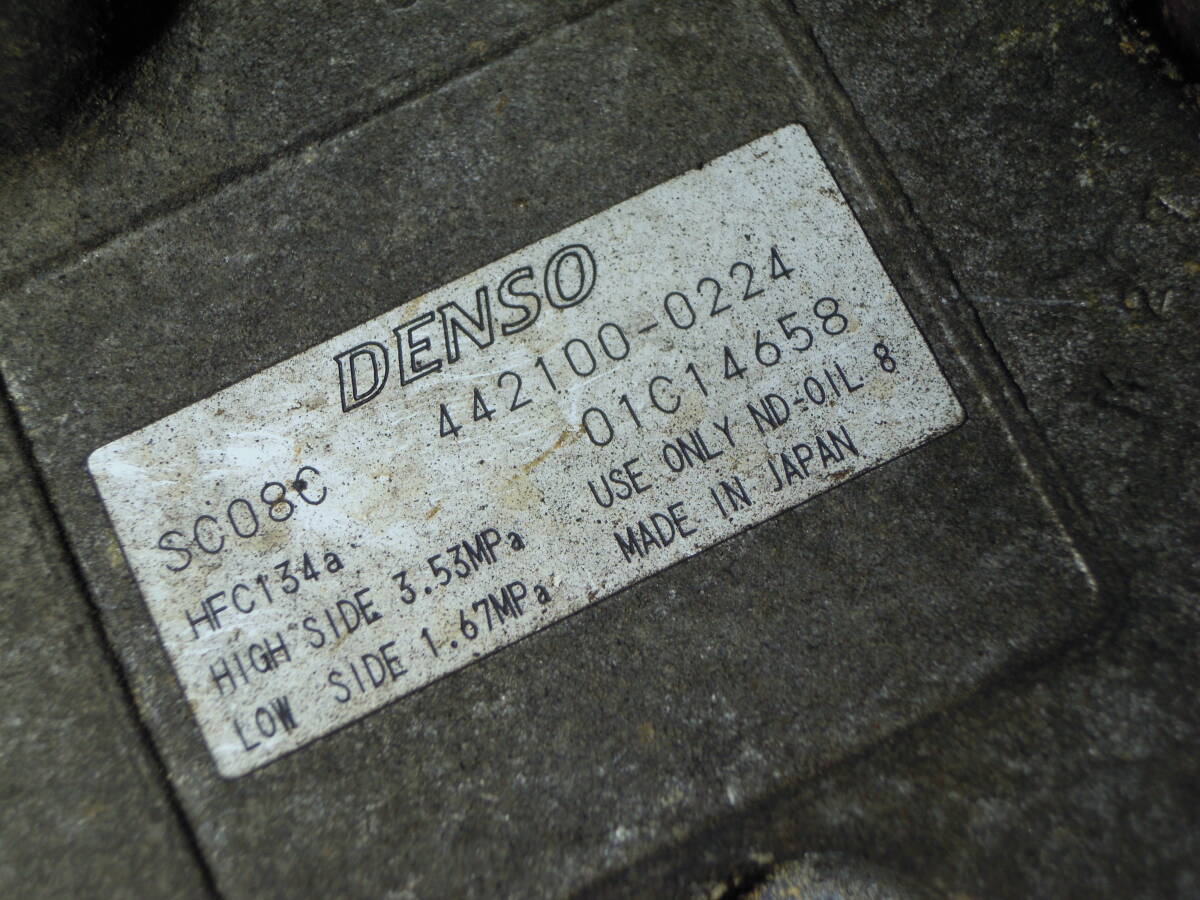 DENSO
442100-0224
SC08C 01C14658
HFC134a USE ONLY ND-OIL 8
HIGH SIDE 3.53MPa MADE IN JAPAN
LOW SIDE 1.67MPa